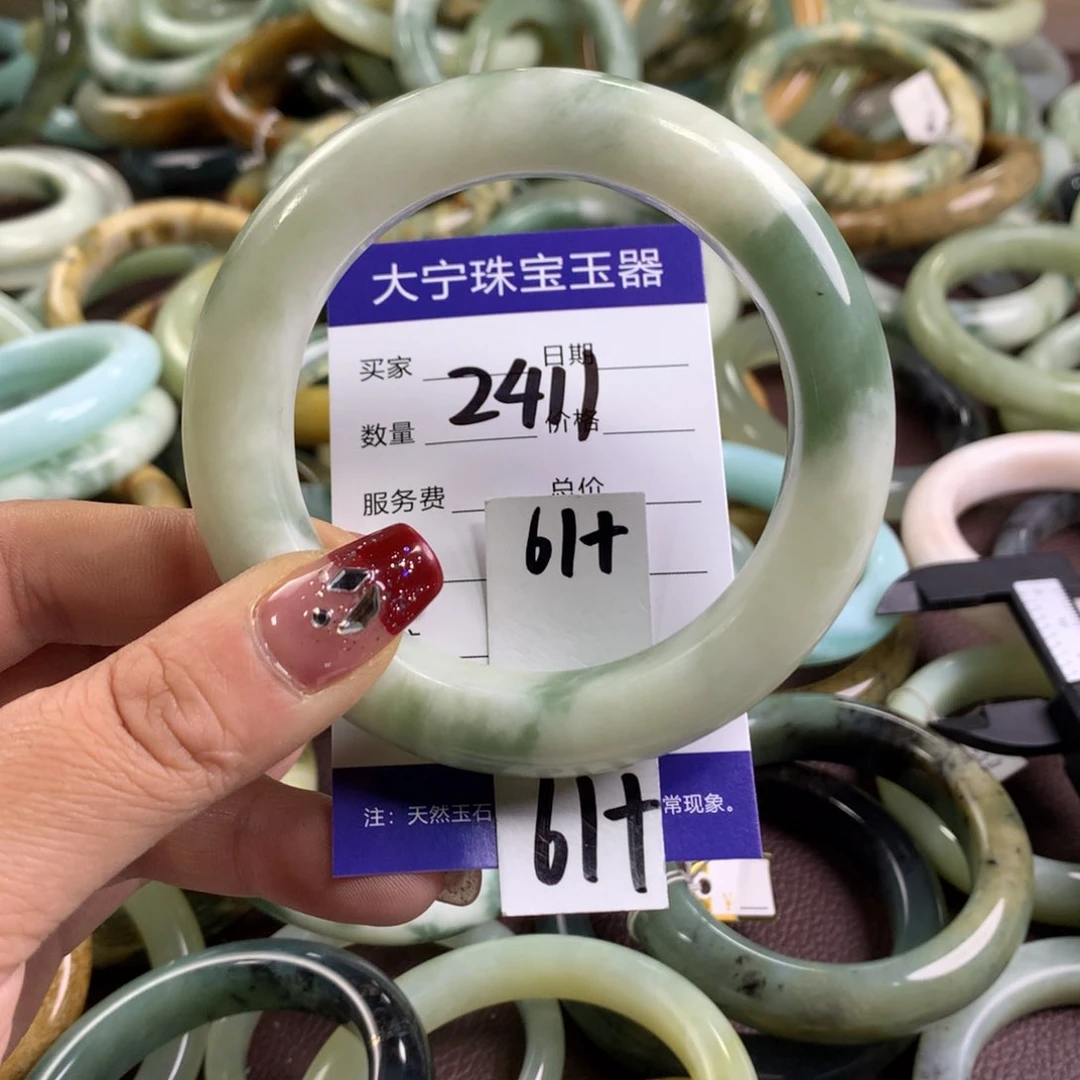 大宁珠宝玉器
买家 日期
2411
数量 价格
服务费 总价
61+
注：天然玉石 常现象。
61+